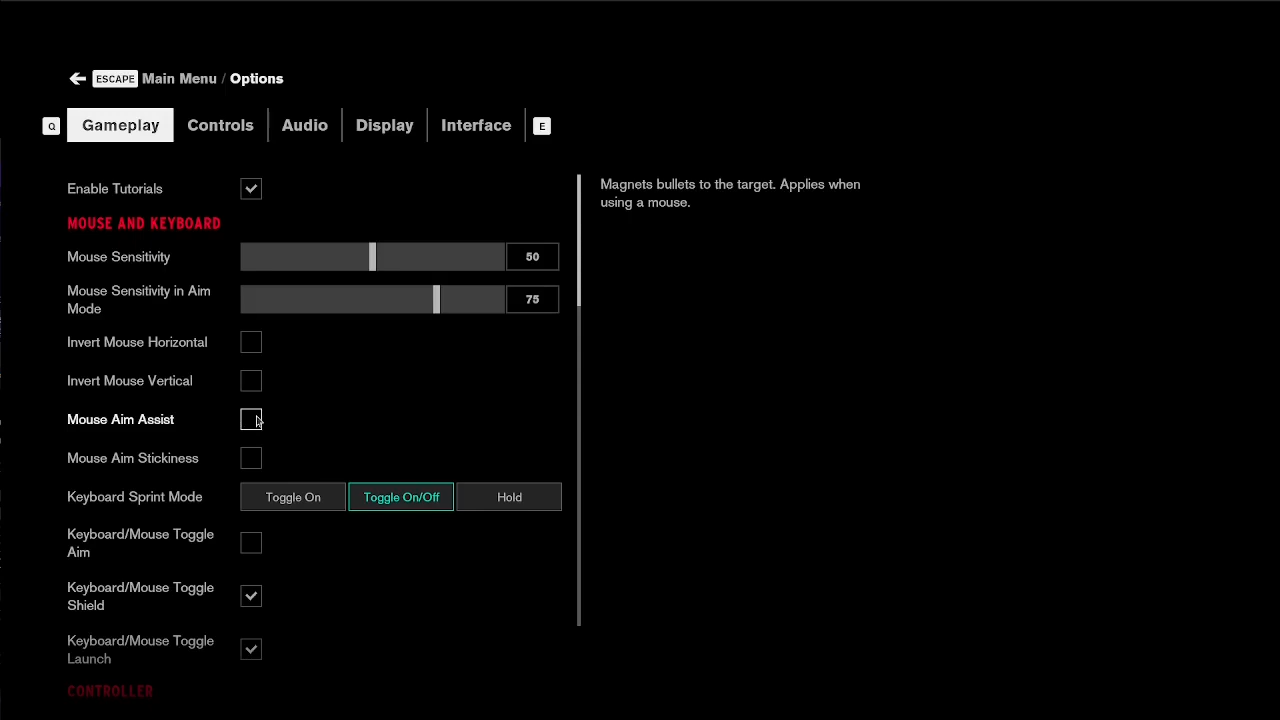 ESCAPE Main Menu / Options
Q Gameplay Controls Audio Display Interface E
Enable Tutorials
Magnets bullets to the target. Applies when
using a mouse.
MOUSE AND KEYBOARD
Mouse Sensitivity 50
Mouse Sensitivity in Aim
Mode 75
Invert Mouse Horizontal
Invert Mouse Vertical
Mouse Aim Assist
Mouse Aim Stickiness
Keyboard Sprint Mode Toggle On Toggle On/Off Hold
Keyboard/Mouse Toggle
Aim
Keyboard/Mouse Toggle
Shield
Keyboard/Mouse Toggle
Launch
CONTROLLER